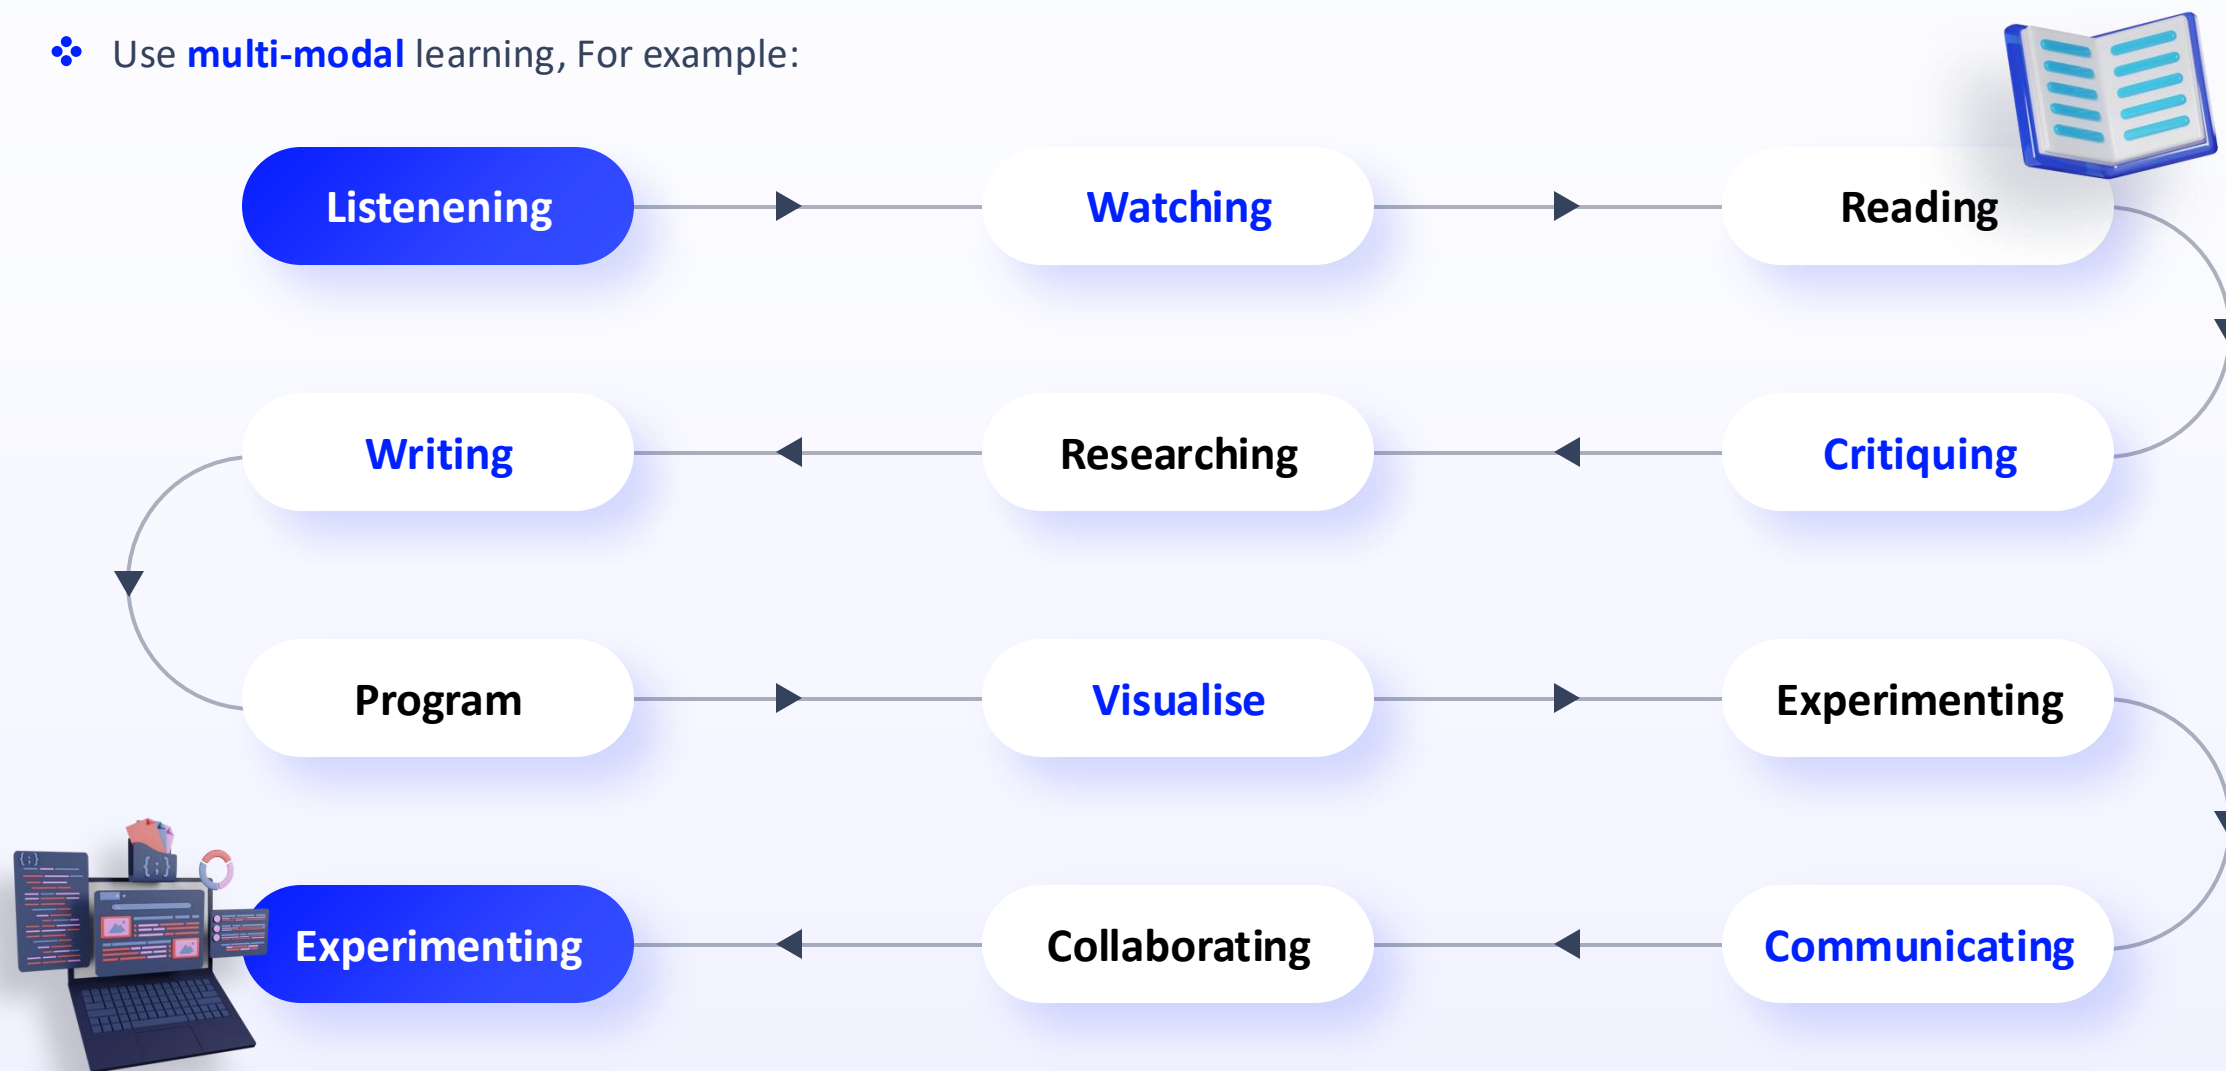 Use multi-modal learning, For example:
Listenening
Watching
Reading
Critiquing
Researching
Writing
Program
Visualise
Experimenting
Communicating
Collaborating
Experimenting
{;}
{;}